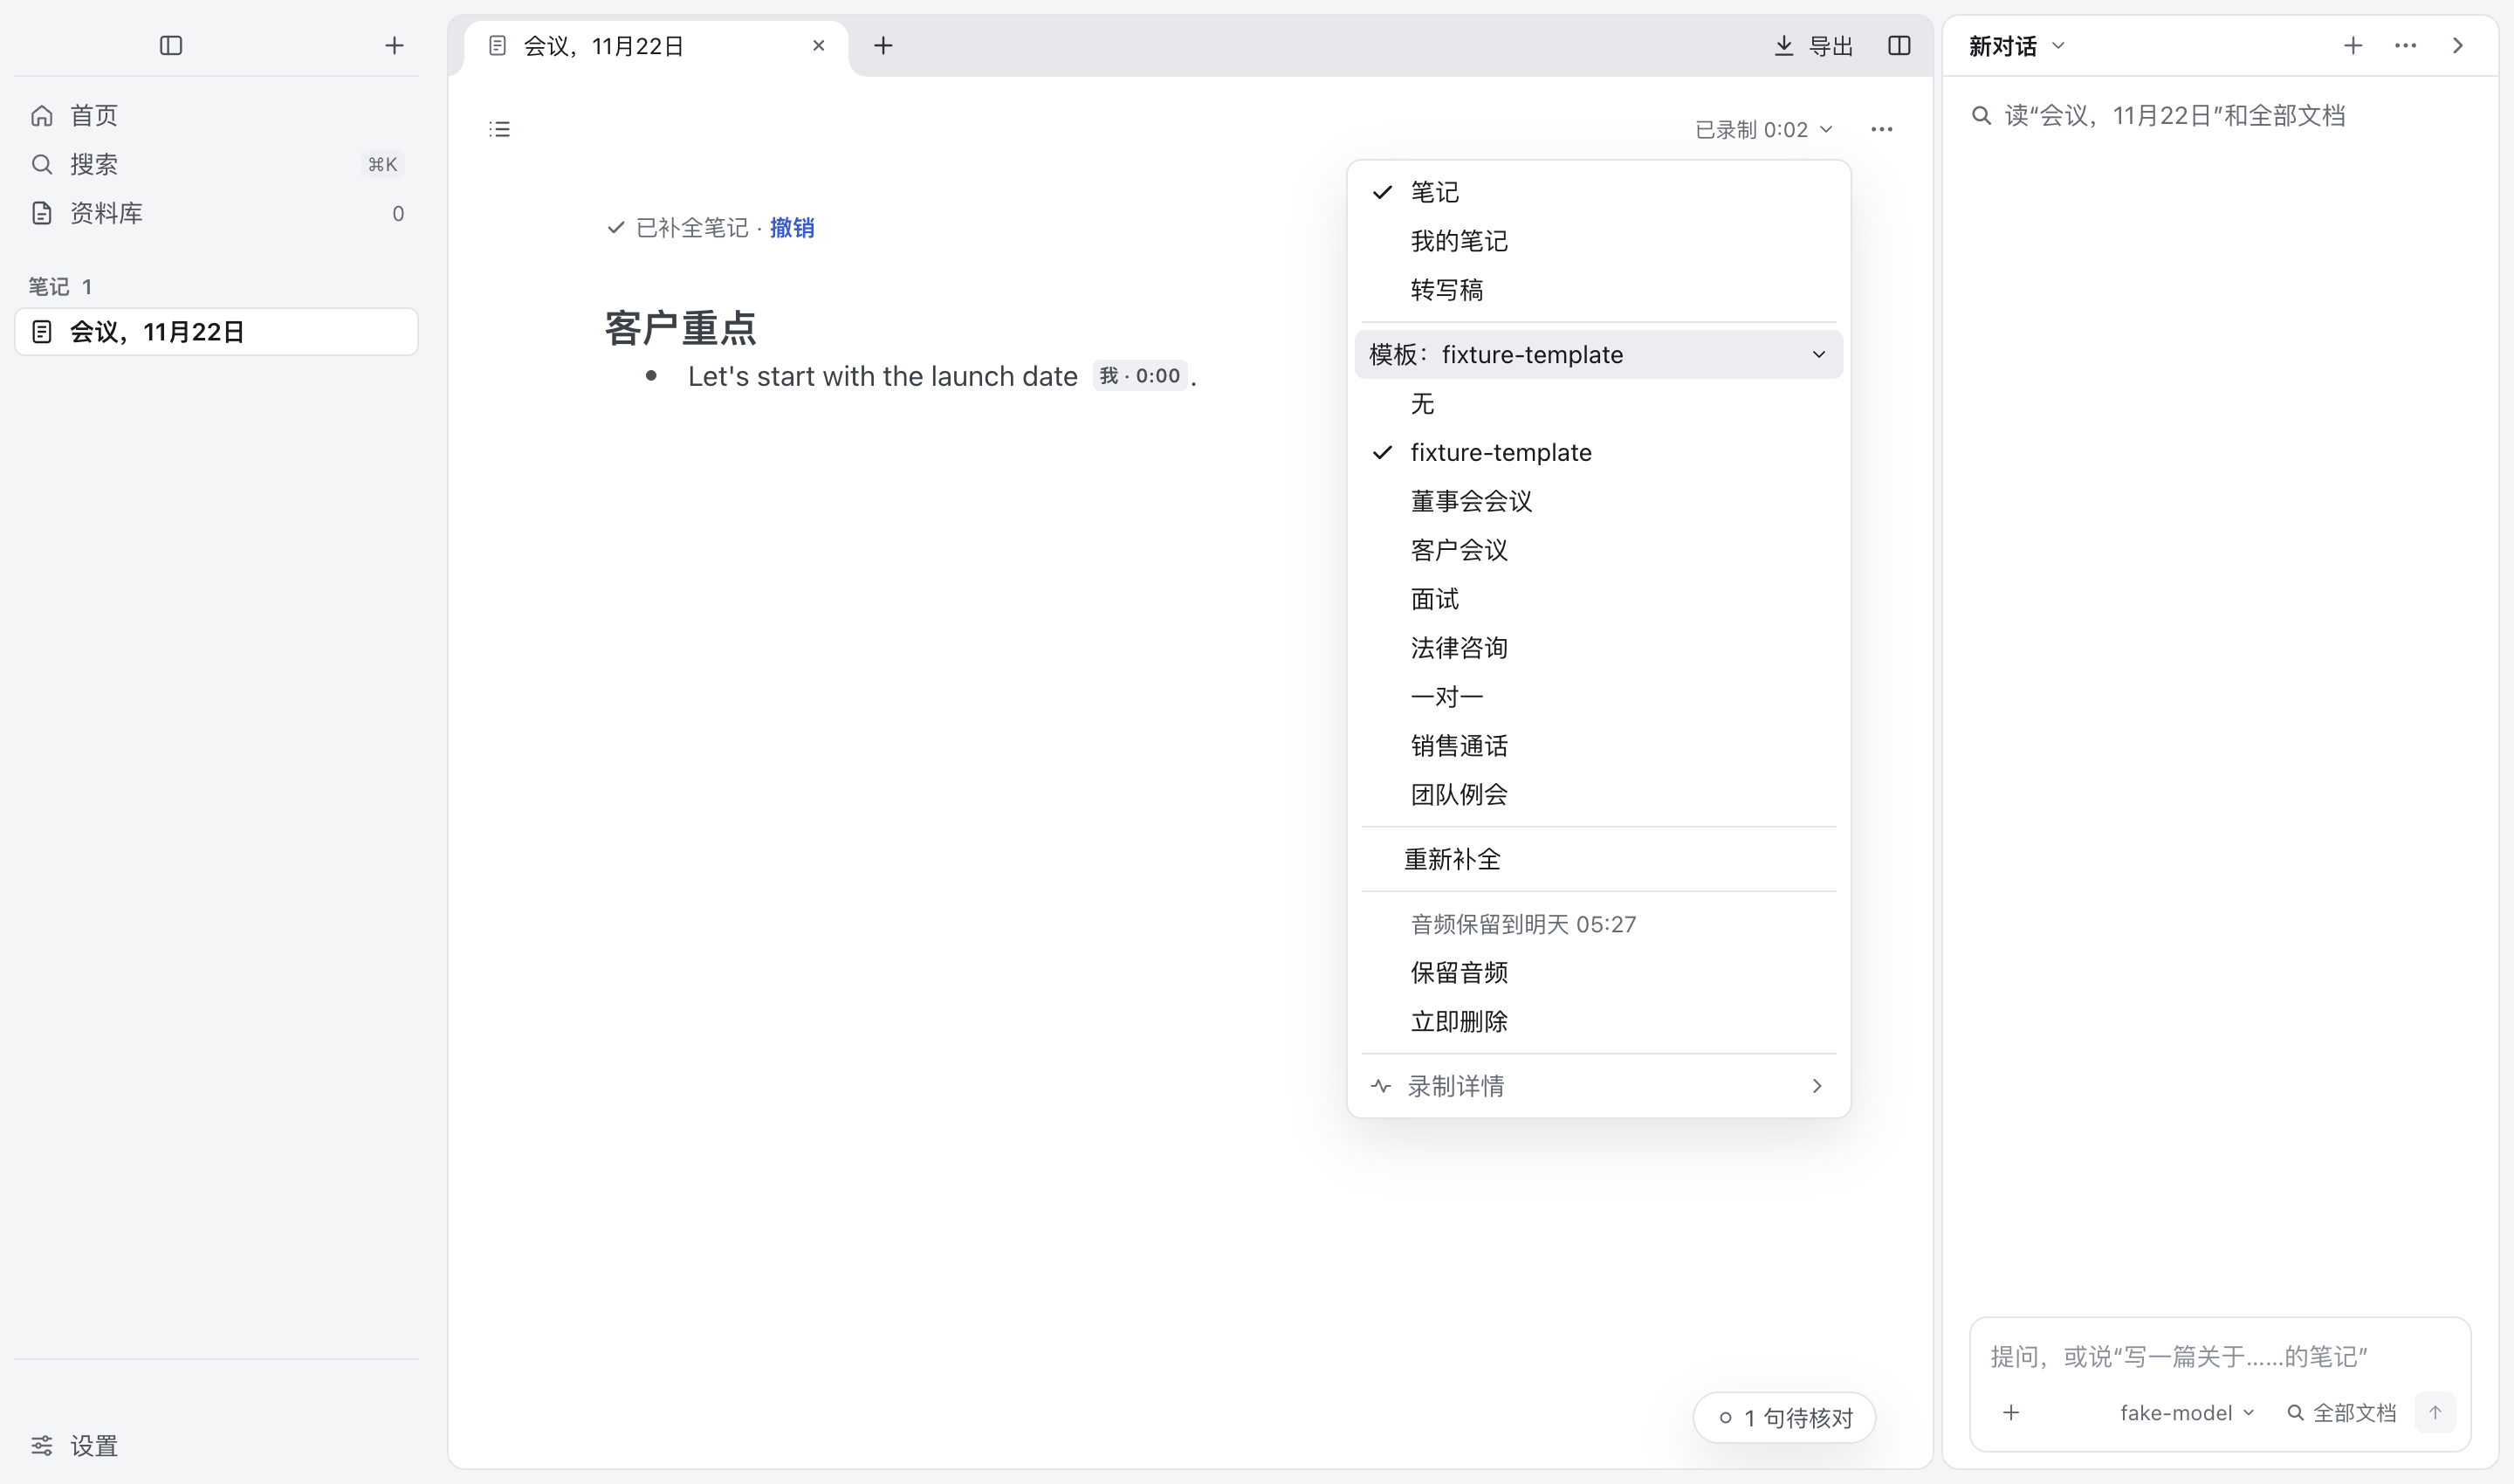 首页
搜索 ⌘K
资料库 0
笔记 1
会议，11月22日
设置
会议，11月22日
导出
已录制 0:02
已补全笔记 · 撤销
客户重点
Let's start with the launch date 我 · 0:00 .
笔记
我的笔记
转写稿
模板：fixture-template
无
fixture-template
董事会会议
客户会议
面试
法律咨询
一对一
销售通话
团队例会
重新补全
音频保留到明天 05:27
保留音频
立即删除
录制详情
1 句待核对
新对话
读“会议，11月22日”和全部文档
提问，或说“写一篇关于……的笔记”
fake-model 全部文档